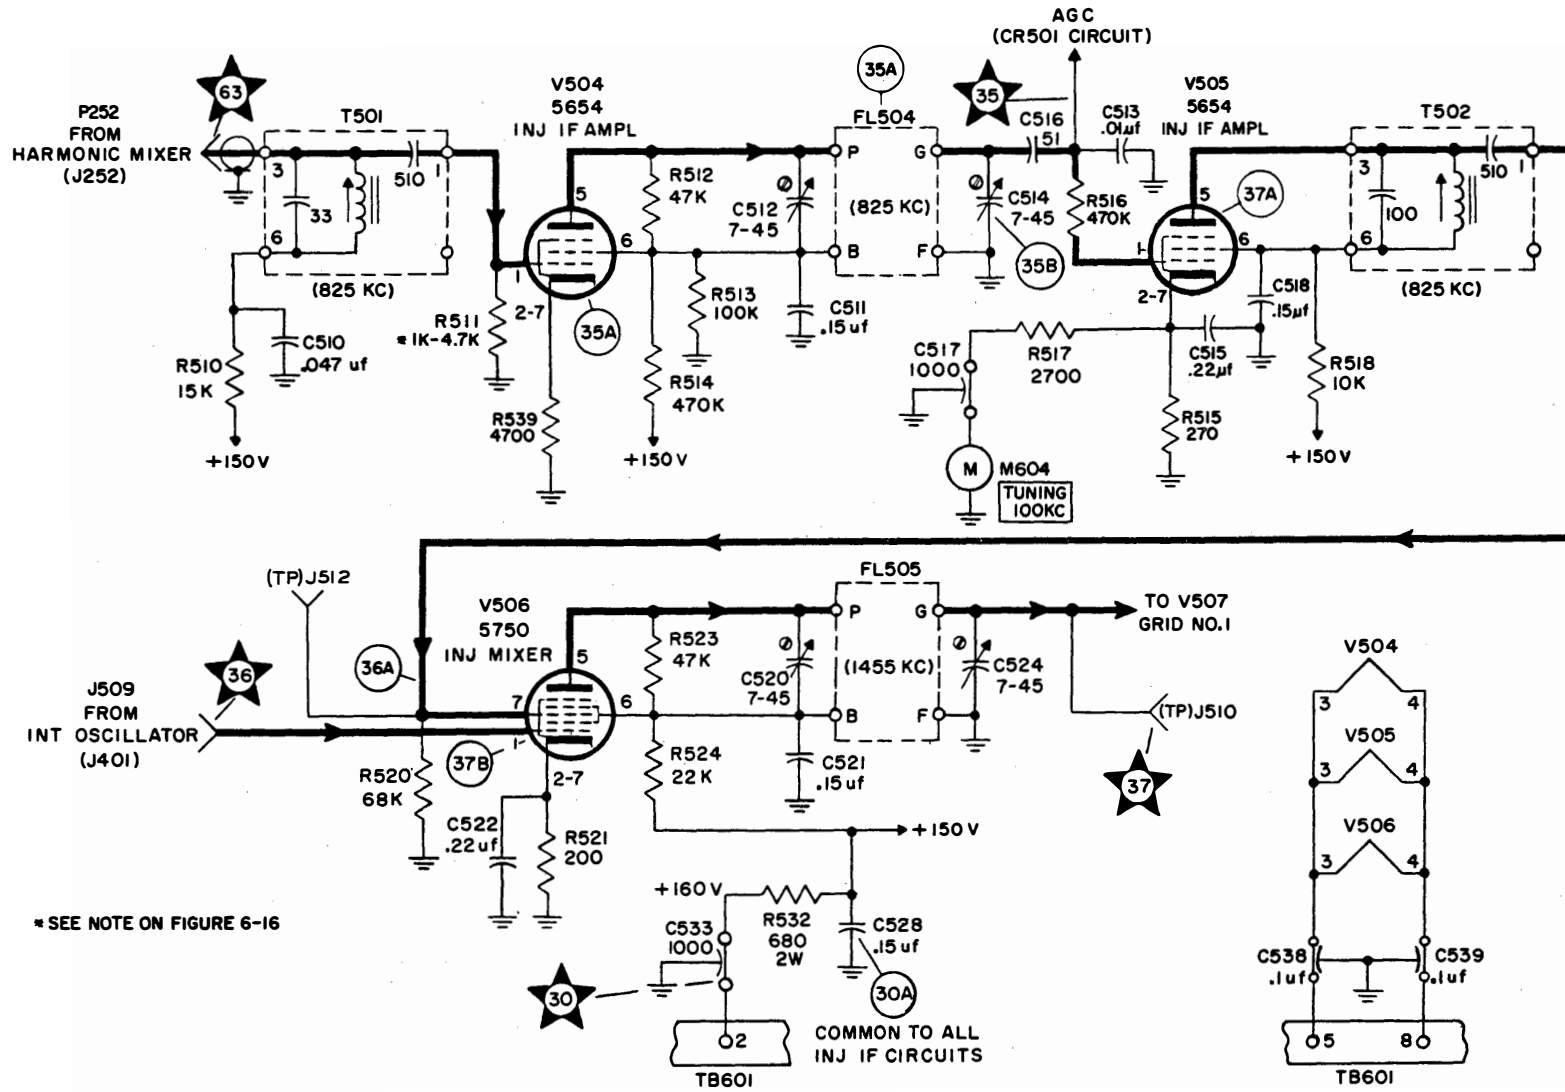 AGC
(CR501 CIRCUIT)
63
P252
FROM
HARMONIC MIXER
(J252)
T501
3
1
510
33
6
(825 KC)
C510
.047 uf
R510
15K
+150V
V504
5654
INJ IF AMPL
5
6
1
2-7
35A
R511
*1K-4.7K
R539
4700
R512
47K
R513
100K
R514
470K
+150V
C512
7-45
C511
.15uf
35A
FL504
P
G
(825 KC)
B
F
35
C516
51
C513
.01uf
C514
7-45
35B
R516
470K
V505
5654
INJ IF AMPL
5
37A
1
6
2-7
C518
.15µf
C515
.22µf
R517
2700
C517
1000
R515
270
R518
10K
+150V
M
M604
TUNING
100KC
T502
3
510
1
100
6
(825 KC)
(TP)J512
36
36A
J509
FROM
INT OSCILLATOR
(J401)
V506
5750
INJ MIXER
5
7
6
1
37B
2-7
R520
68K
C522
.22uf
R521
200
R523
47K
R524
22K
C520
7-45
C521
.15uf
FL505
P
G
(1455 KC)
B
F
C524
7-45
TO V507
GRID NO.1
(TP)J510
37
+150V
+160V
R532
680
2W
C533
1000
C528
.15uf
30
30A
2
TB601
COMMON TO ALL
INJ IF CIRCUITS
* SEE NOTE ON FIGURE 6-16
V504
3
4
V505
3
4
V506
3
4
C538
.1uf
C539
.1uf
5
8
TB601